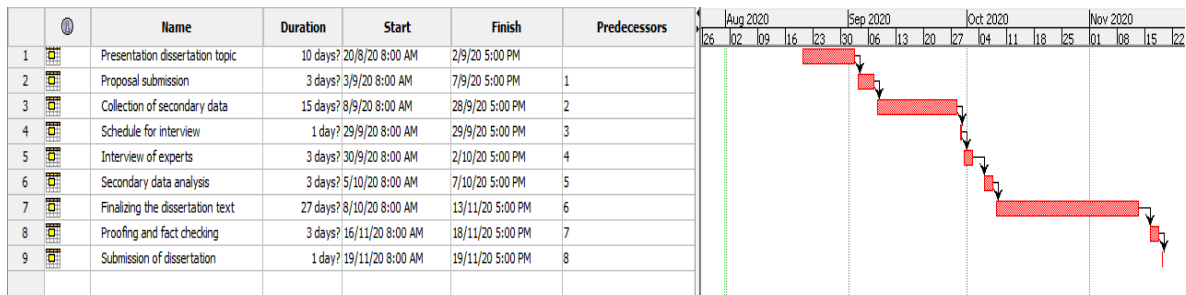 Name Duration Start Finish Predecessors
1 Presentation dissertation topic 10 days? 20/8/20 8:00 AM 2/9/20 5:00 PM
2 Proposal submission 3 days? 3/9/20 8:00 AM 7/9/20 5:00 PM 1
3 Collection of secondary data 15 days? 8/9/20 8:00 AM 28/9/20 5:00 PM 2
4 Schedule for interview 1 day? 29/9/20 8:00 AM 29/9/20 5:00 PM 3
5 Interview of experts 3 days? 30/9/20 8:00 AM 2/10/20 5:00 PM 4
6 Secondary data analysis 3 days? 5/10/20 8:00 AM 7/10/20 5:00 PM 5
7 Finalizing the dissertation text 27 days? 8/10/20 8:00 AM 13/11/20 5:00 PM 6
8 Proofing and fact checking 3 days? 16/11/20 8:00 AM 18/11/20 5:00 PM 7
9 Submission of dissertation 1 day? 19/11/20 8:00 AM 19/11/20 5:00 PM 8
Aug 2020 Sep 2020 Oct 2020 Nov 2020
26 02 09 16 23 30 06 13 20 27 04 11 18 25 01 08 15 22